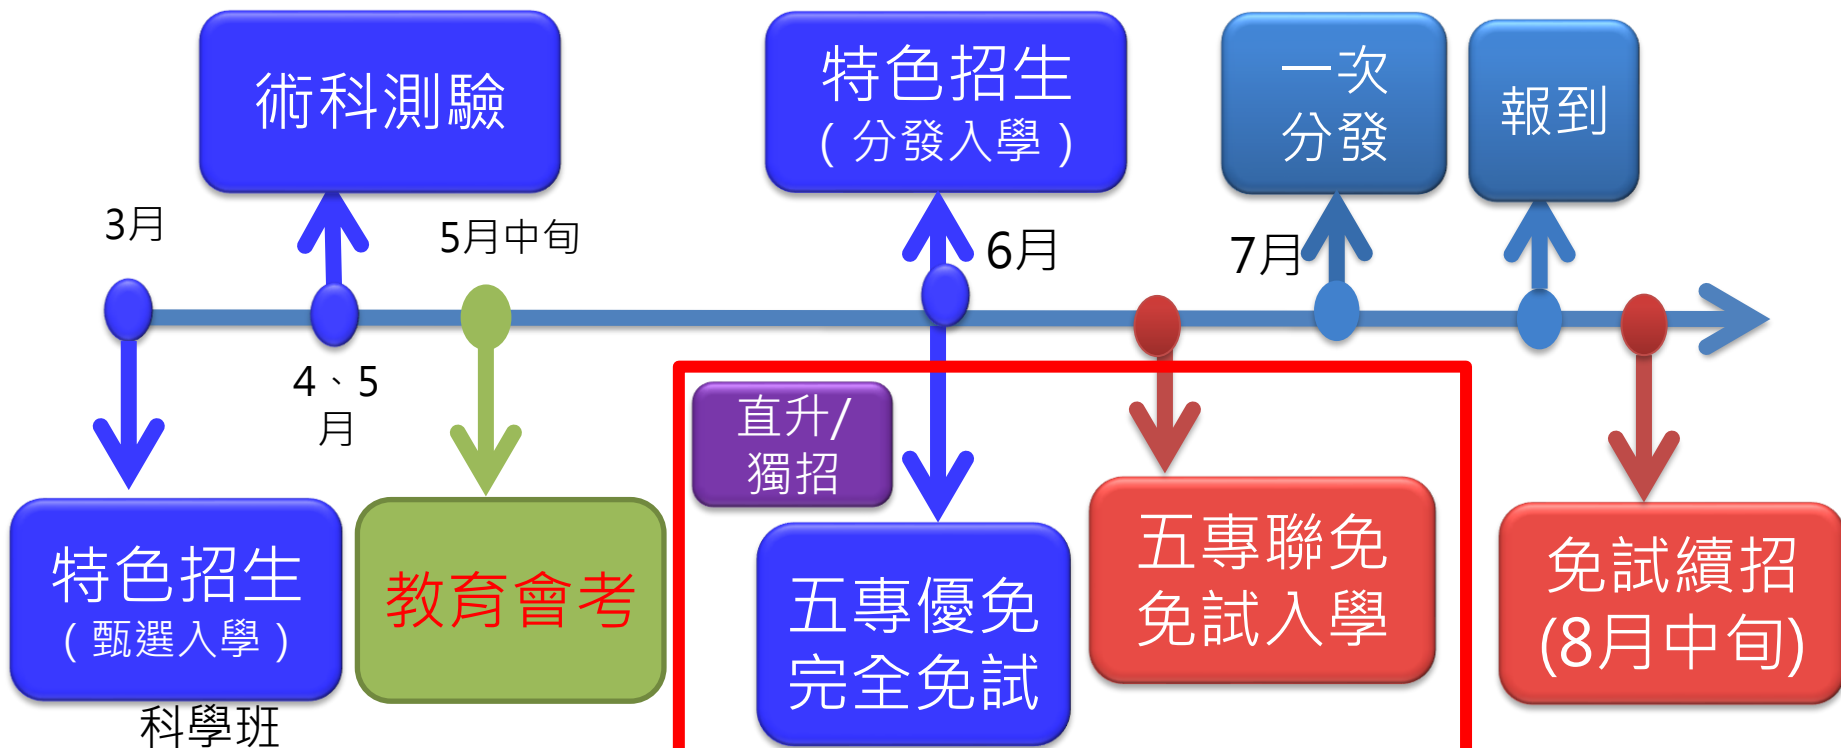 術科測驗
特色招生
（分發入學）
一次
分發
報到
3月
5月中旬
6月
7月
4、5
月
直升/
獨招
特色招生
（甄選入學）
科學班
教育會考
五專優免
完全免試
五專聯免
免試入學
免試續招
(8月中旬)